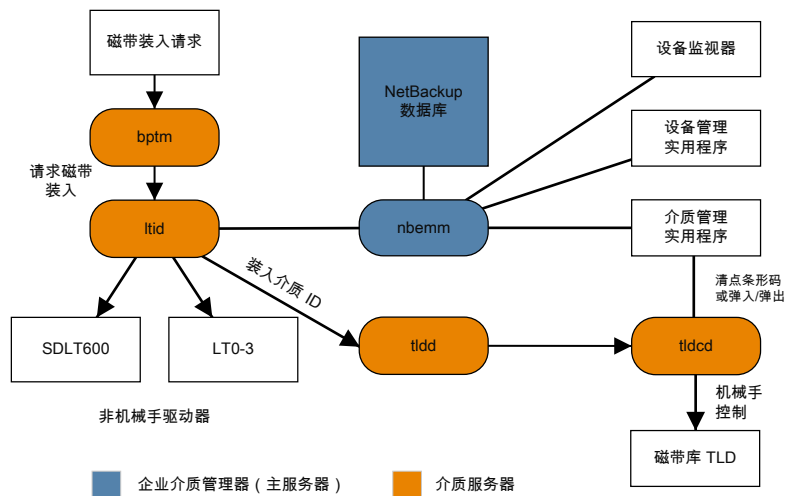 磁带装入请求
设备监视器
NetBackup
数据库
bptm
设备管理
实用程序
请求磁带
装入
ltid
nbemm
介质管理
实用程序
装入介质 ID
清点条形码
或弹入/弹出
SDLT600
LT0-3
tldd
tldcd
非机械手驱动器
机械手
控制
磁带库 TLD
企业介质管理器（主服务器）
介质服务器